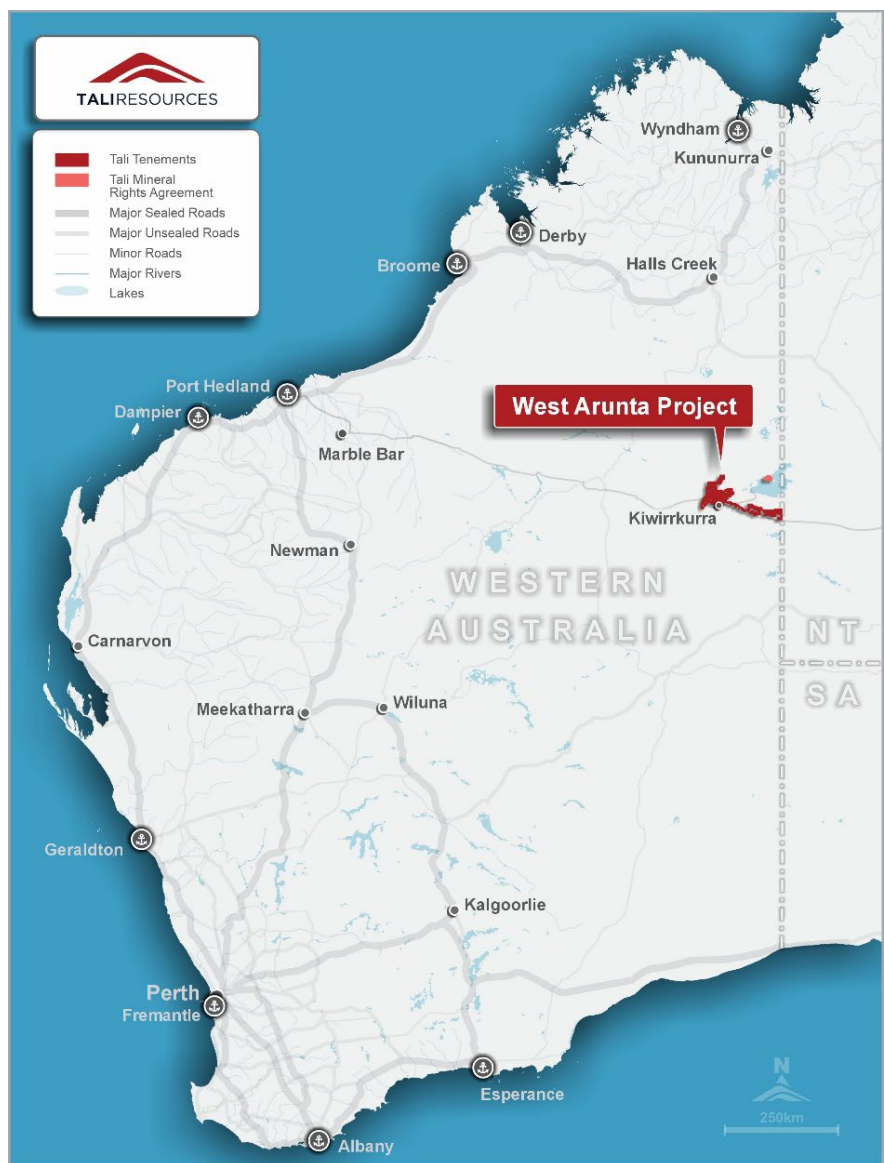 TALIRESOURCES
Tali Tenements
Tali Mineral
Rights Agreement
Major Sealed Roads
Major Unsealed Roads
Minor Roads
Major Rivers
Lakes
Wyndham
Kununurra
Derby
Broome
Halls Creek
Port Hedland
Dampier
Marble Bar
West Arunta Project
Kiwirrkurra
Newman
WESTERN
AUSTRALIA
NT
SA
Carnarvon
Meekatharra
Wiluna
Geraldton
Kalgoorlie
Perth
Fremantle
Esperance
Albany
N
250km